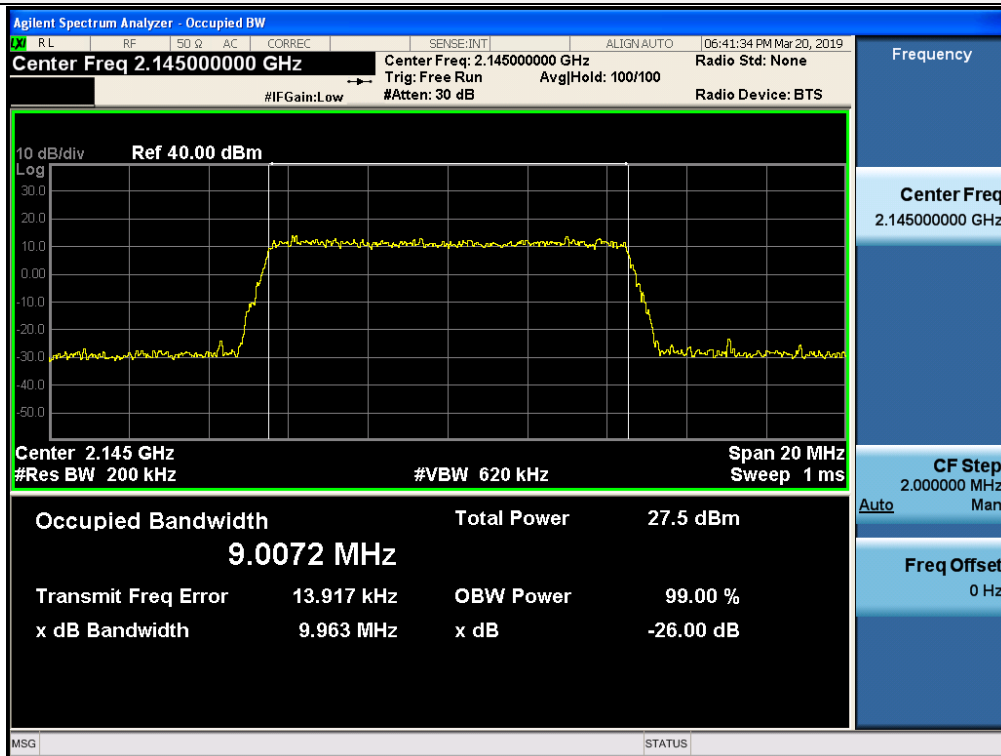 Agilent Spectrum Analyzer - Occupied BW
LXI RL RF 50 Ω AC CORREC SENSE:INT ALIGN AUTO 06:41:34 PM Mar 20, 2019
Center Freq 2.145000000 GHz Center Freq: 2.145000000 GHz Radio Std: None
Trig: Free Run Avg|Hold: 100/100
#IFGain:Low #Atten: 30 dB Radio Device: BTS
10 dB/div Ref 40.00 dBm
Log
30.0
20.0
10.0
0.00
-10.0
-20.0
-30.0
-40.0
-50.0
Center 2.145 GHz Span 20 MHz
#Res BW 200 kHz #VBW 620 kHz Sweep 1 ms
Occupied Bandwidth Total Power 27.5 dBm
9.0072 MHz
Transmit Freq Error 13.917 kHz OBW Power 99.00 %
x dB Bandwidth 9.963 MHz x dB -26.00 dB
MSG STATUS
Frequency
Center Freq
2.145000000 GHz
CF Step
2.000000 MHz
Auto Man
Freq Offset
0 Hz